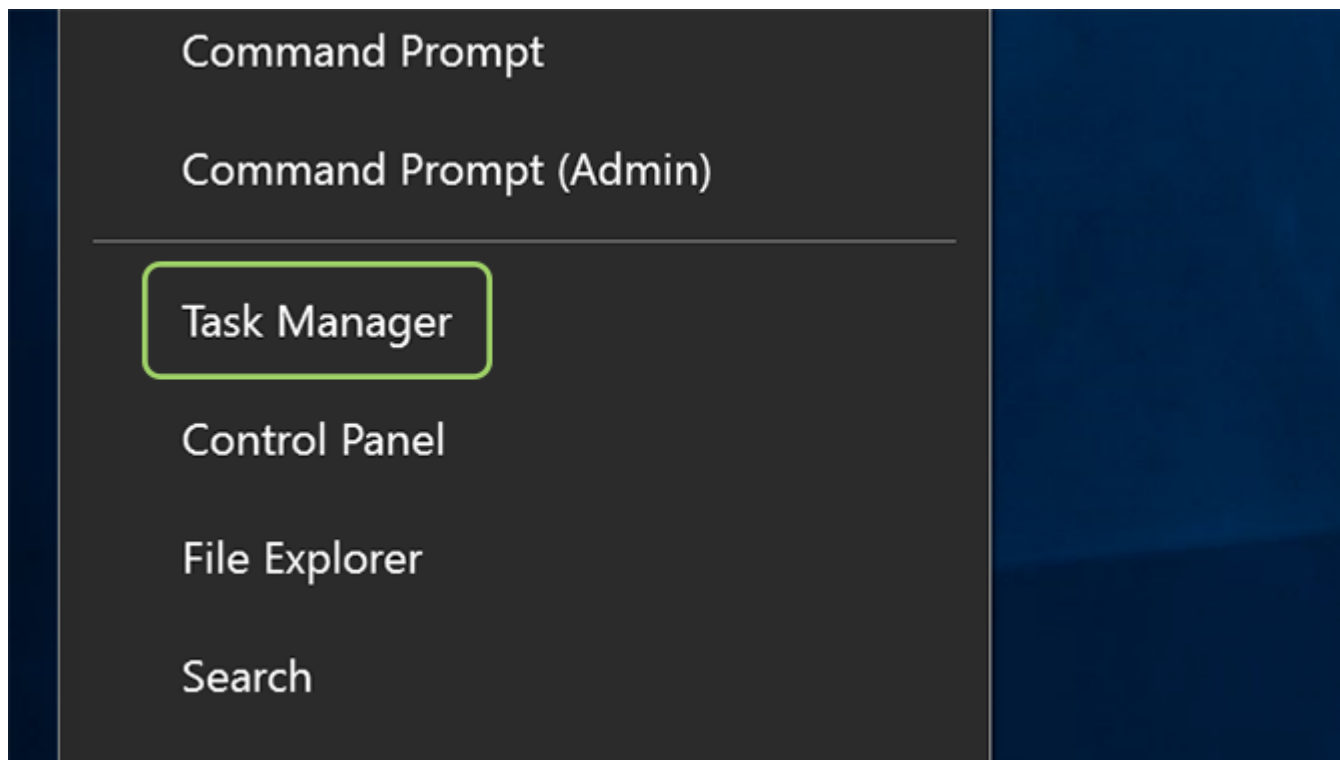 Command Prompt
Command Prompt (Admin)
Task Manager
Control Panel
File Explorer
Search